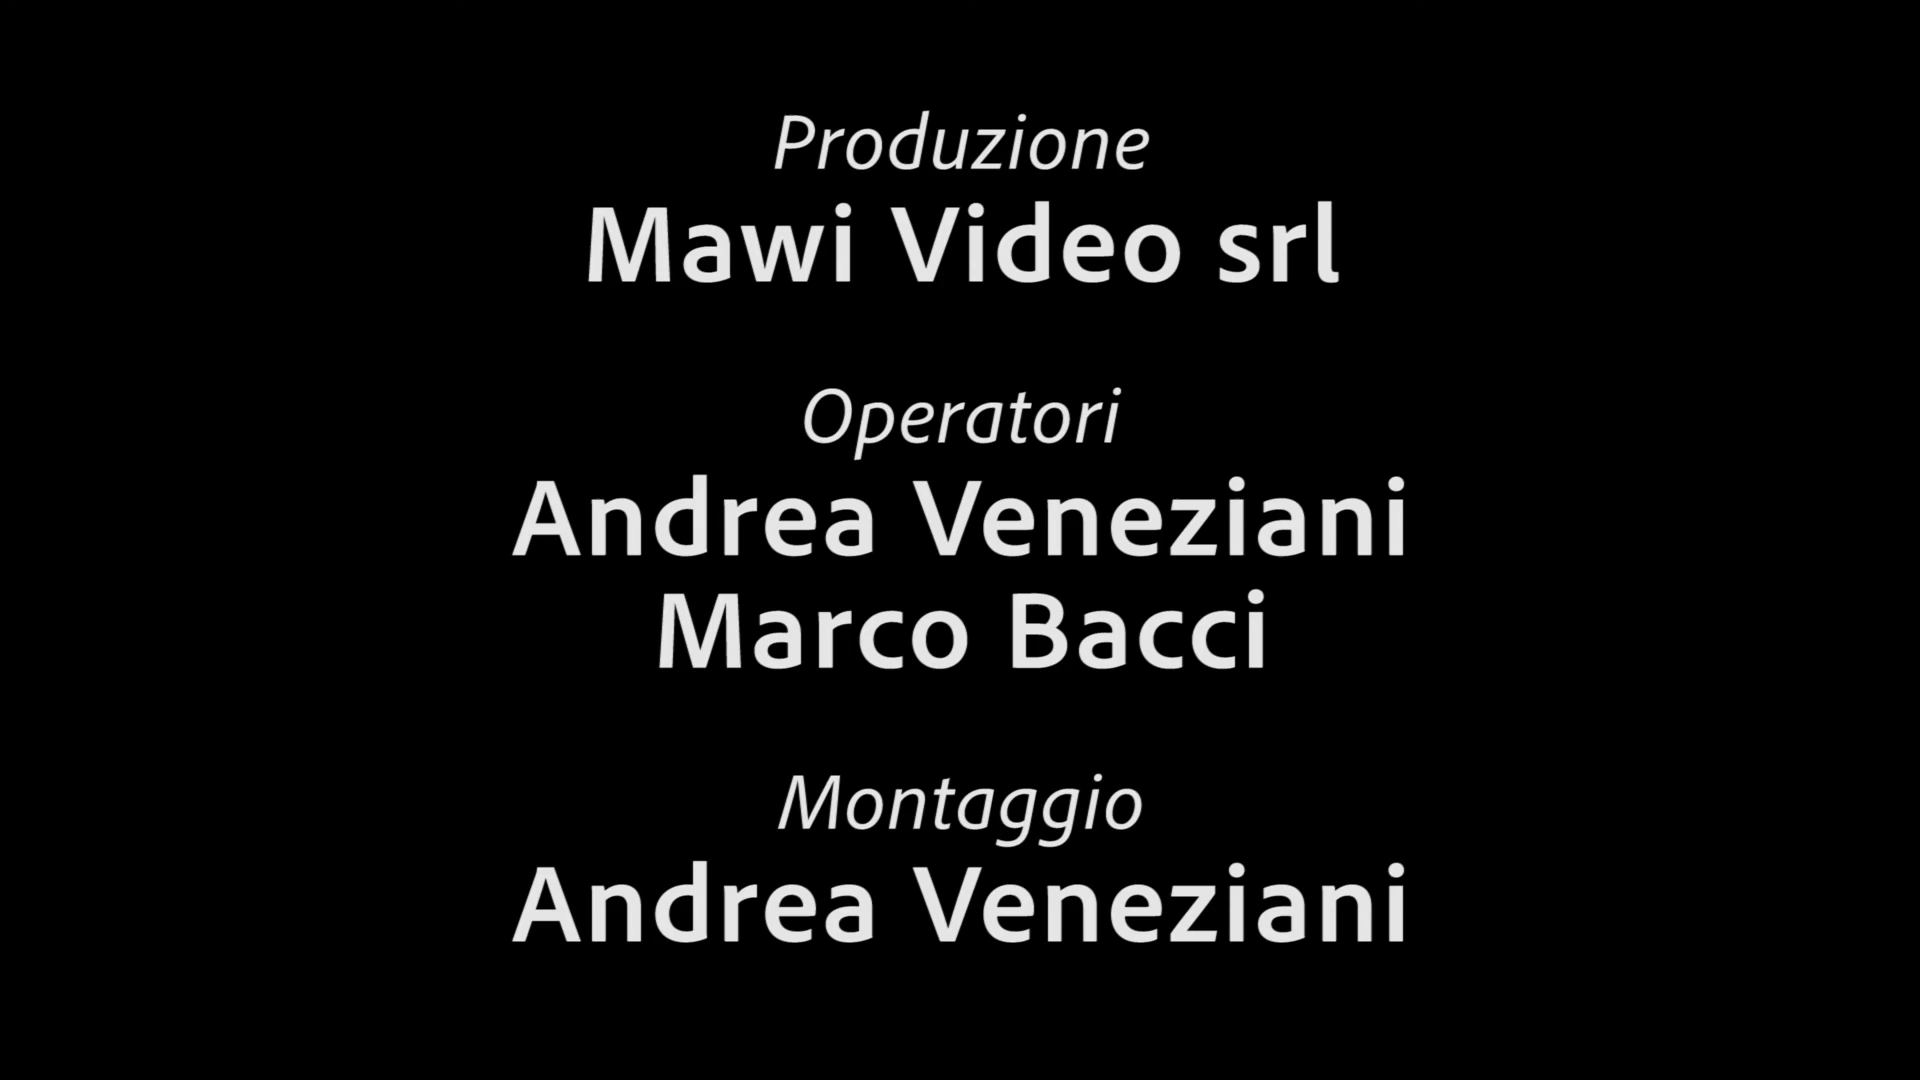 Produzione
Mawi Video srl
Operatori
Andrea Veneziani
Marco Bacci
Montaggio
Andrea Veneziani